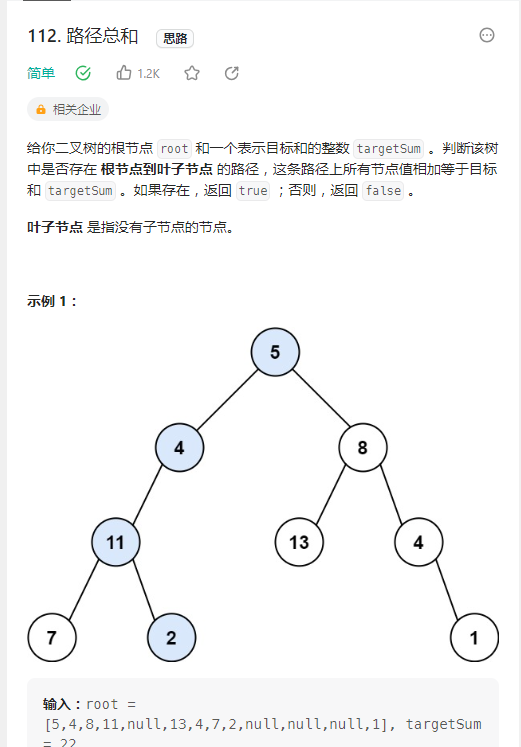 112. 路径总和 思路
简单 1.2K
相关企业
给你二叉树的根节点 root 和一个表示目标和的整数 targetSum 。判断该树
中是否存在 根节点到叶子节点 的路径，这条路径上所有节点值相加等于目标
和 targetSum 。如果存在，返回 true ；否则，返回 false 。
叶子节点 是指没有子节点的节点。
示例 1：
5
4 8
11 13 4
7 2 1
输入：root =
[5,4,8,11,null,13,4,7,2,null,null,null,1], targetSum
= 22